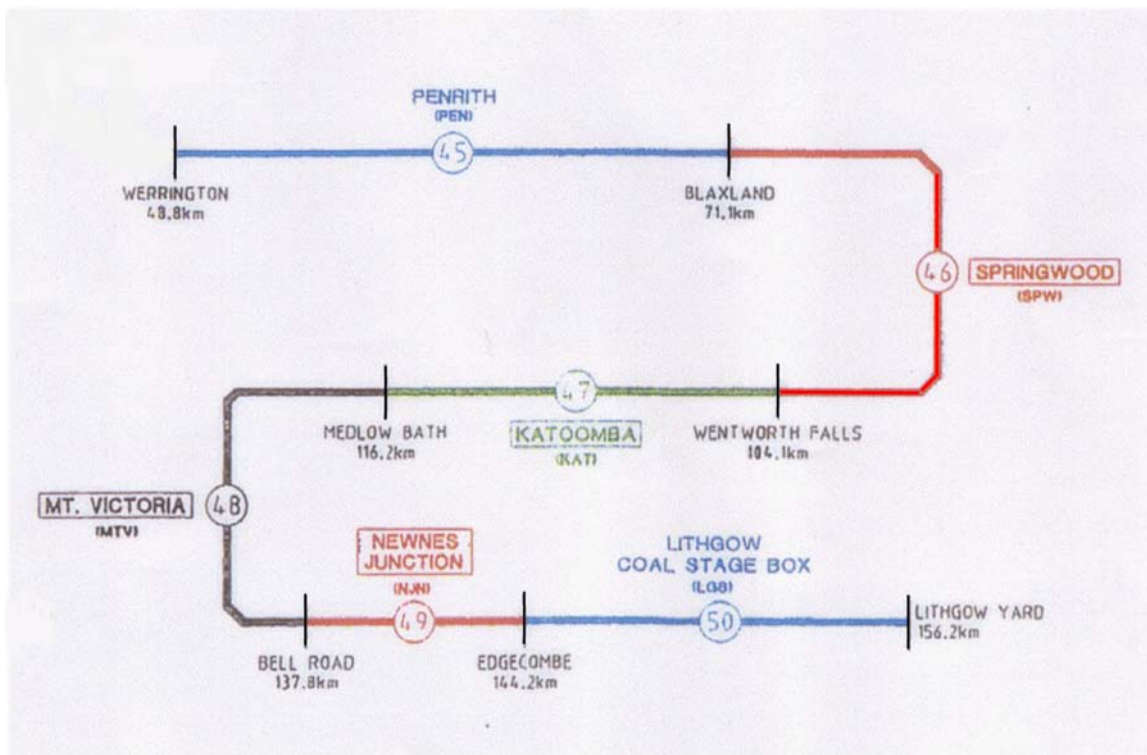 PENRITH
(PEN)
45
WERRINGTON
48.8km
BLAXLAND
71.1km
46
SPRINGWOOD
(SPW)
47
MEDLOW BATH
116.2km
KATOOMBA
(KAT)
WENTWORTH FALLS
104.1km
MT. VICTORIA
(MTV)
48
NEWNES
JUNCTION
(NJN)
49
LITHGOW
COAL STAGE BOX
(LGB)
50
LITHGOW YARD
156.2km
BELL ROAD
137.8km
EDGECOMBE
144.2km